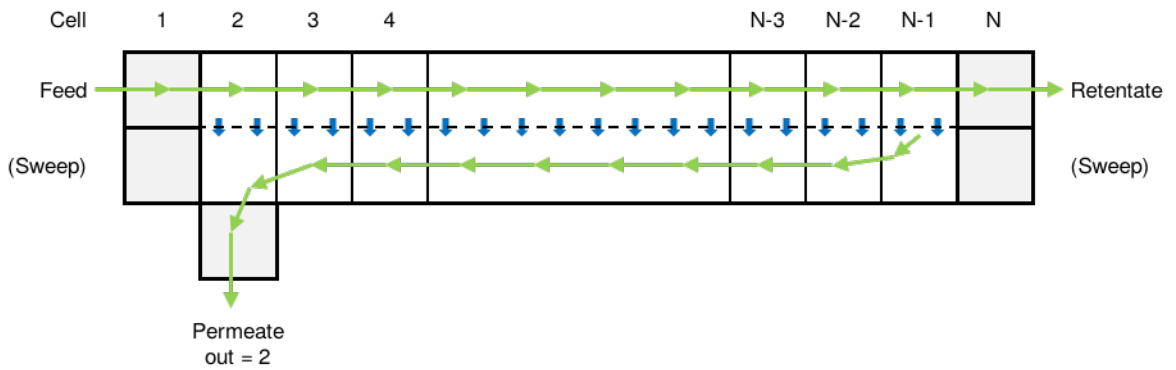 Cell 1 2 3 4 N-3 N-2 N-1 N
Feed
Retentate
(Sweep)
(Sweep)
Permeate
out = 2